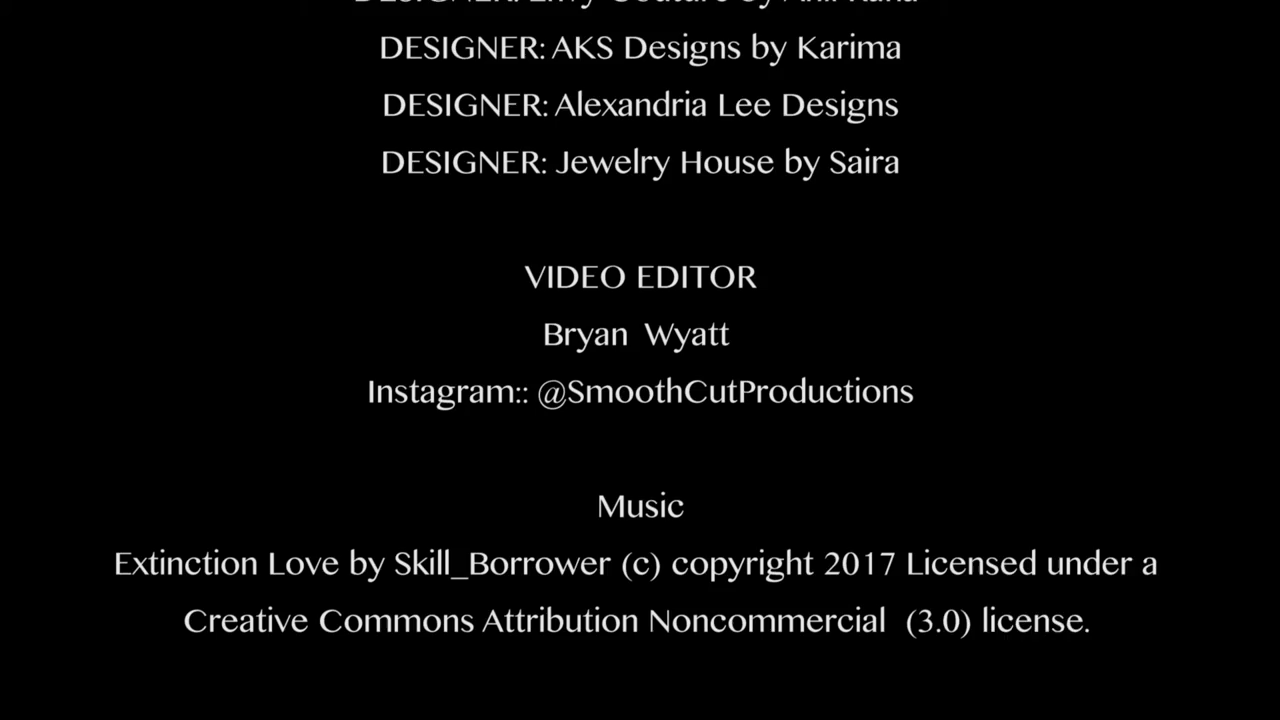 DESIGNER: AKS Designs by Karima
DESIGNER: Alexandria Lee Designs
DESIGNER: Jewelry House by Saira
VIDEO EDITOR
Bryan Wyatt
Instagram:: @SmoothCutProductions
Music
Extinction Love by Skill_Borrower (c) copyright 2017 Licensed under a
Creative Commons Attribution Noncommercial (3.0) license.